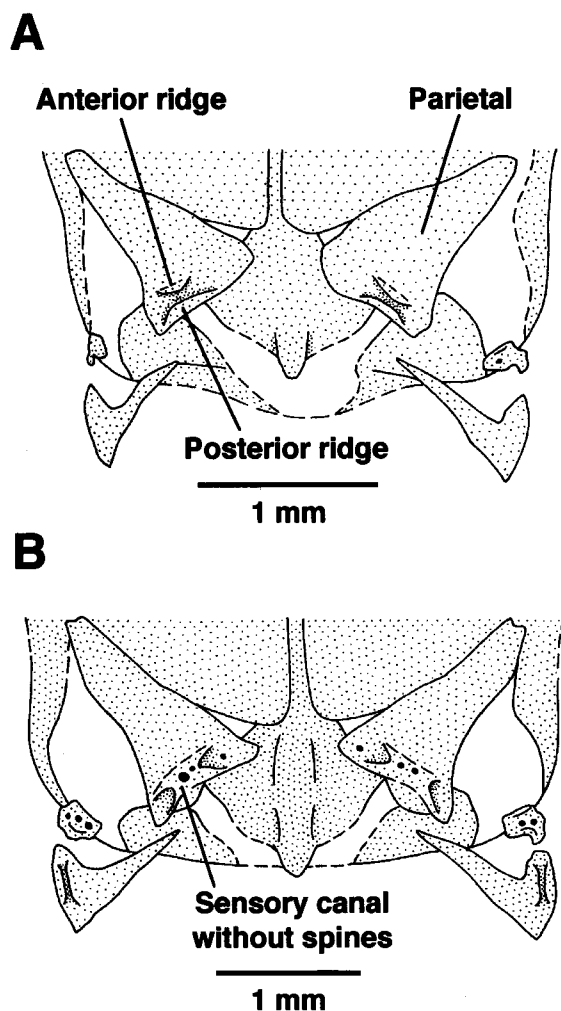 A
Anterior ridge
Parietal
Posterior ridge
1 mm
B
Sensory canal
without spines
1 mm